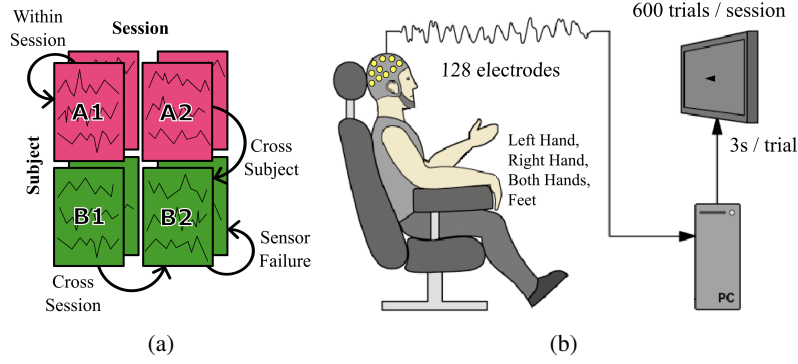 Within
Session
Session
Subject
A1
A2
B1
B2
Cross
Subject
Sensor
Failure
Cross
Session
(a)
600 trials / session
128 electrodes
3s / trial
Left Hand,
Right Hand,
Both Hands,
Feet
PC
(b)